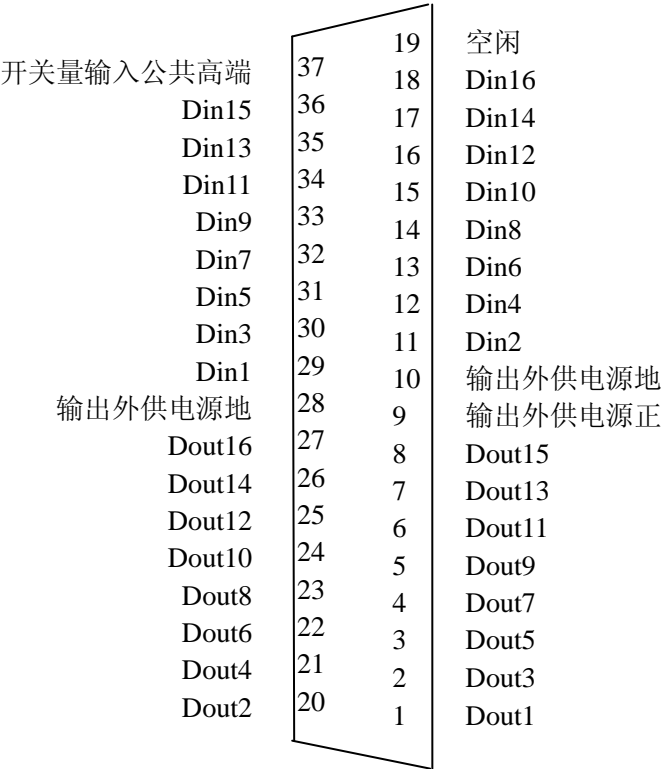 19 空闲
开关量输入公共高端 37
18 Din16
Din15 36
17 Din14
Din13 35
16 Din12
Din11 34
15 Din10
Din9 33
14 Din8
Din7 32
13 Din6
Din5 31
12 Din4
Din3 30
11 Din2
Din1 29
10 输出外供电源地
输出外供电源地 28
9 输出外供电源正
Dout16 27
8 Dout15
Dout14 26
7 Dout13
Dout12 25
6 Dout11
Dout10 24
5 Dout9
Dout8 23
4 Dout7
Dout6 22
3 Dout5
Dout4 21
2 Dout3
Dout2 20
1 Dout1